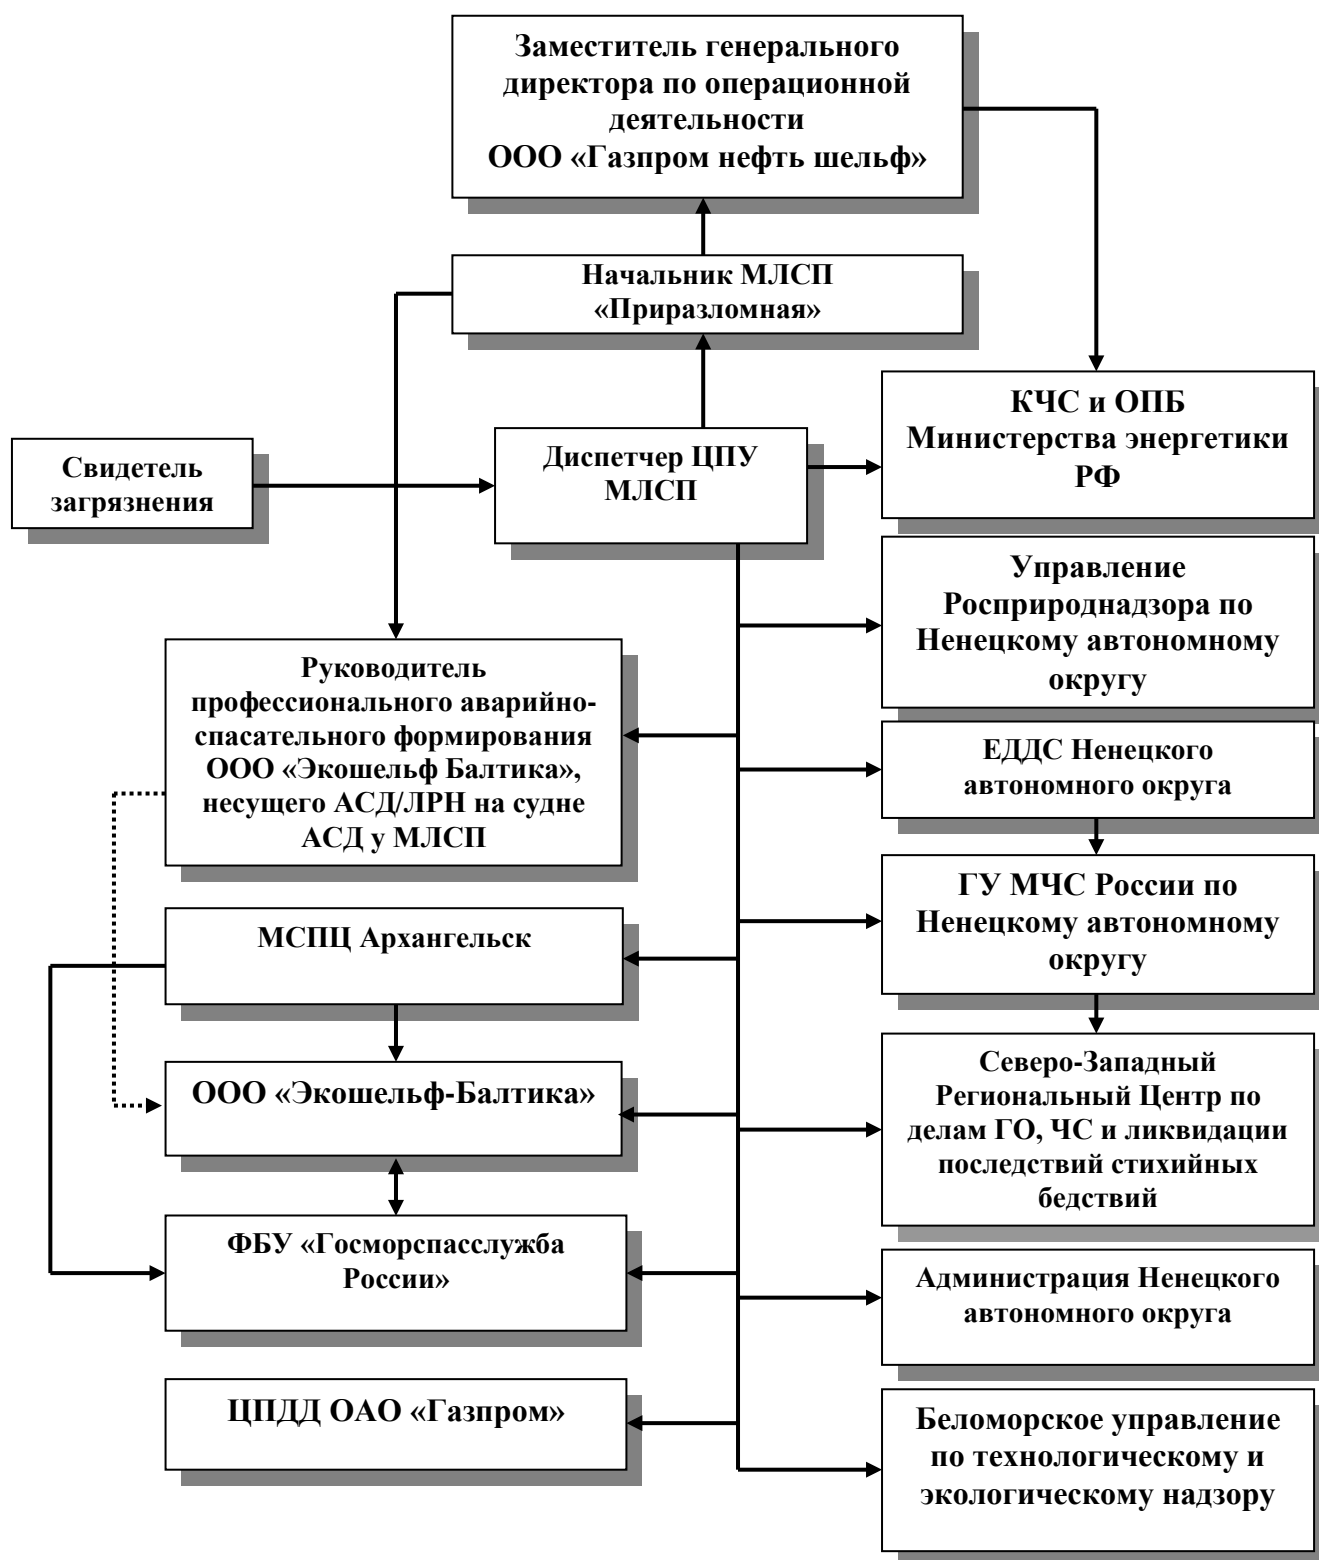 Заместитель генерального
директора по операционной
деятельности
ООО «Газпром нефть шельф»
Начальник МЛСП
«Приразломная»
КЧС и ОПБ
Министерства энергетики
РФ
Свидетель
загрязнения
Диспетчер ЦПУ
МЛСП
Управление
Росприроднадзора по
Ненецкому автономному
округу
Руководитель
профессионального аварийно-
спасательного формирования
ООО «Экошельф Балтика»,
несущего АСД/ЛРН на судне
АСД у МЛСП
ЕДДС Ненецкого
автономного округа
ГУ МЧС России по
Ненецкому автономному
округу
МСПЦ Архангельск
Северо-Западный
Региональный Центр по
делам ГО, ЧС и ликвидации
последствий стихийных
бедствий
ООО «Экошельф-Балтика»
ФБУ «Госморспасслужба
России»
Администрация Ненецкого
автономного округа
ЦПДД ОАО «Газпром»
Беломорское управление
по технологическому и
экологическому надзору